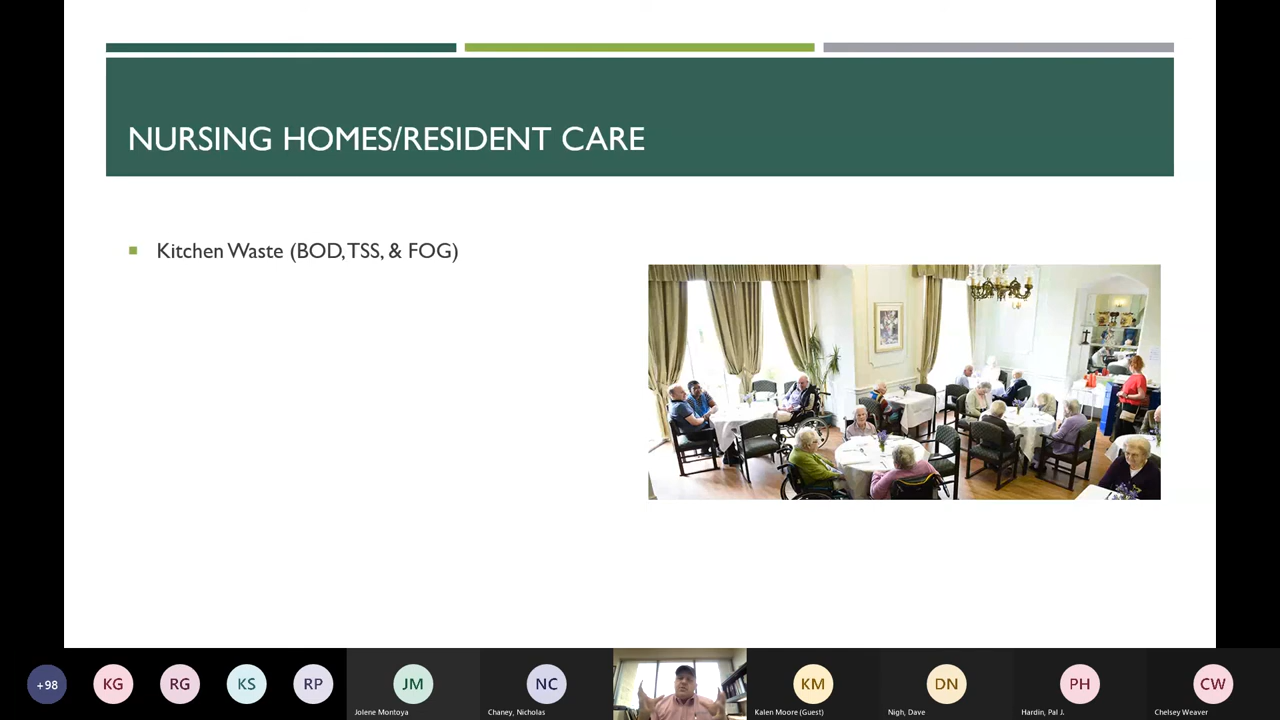 NURSING HOMES/RESIDENT CARE
Kitchen Waste (BOD, TSS, & FOG)
+98
KG
RG
KS
RP
JM
NC
KM
DN
PH
CW
Jolene Montoya
Chaney, Nicholas
Kalen Moore (Guest)
Nigh, Dave
Hardin, Pal J.
Chelsey Weaver